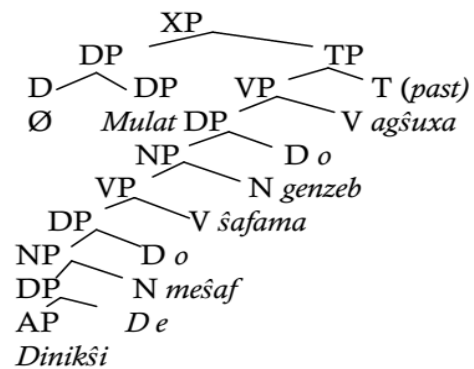 XP
DP TP
D DP VP T (past)
Ø Mulat DP V agŝuxa
NP D o
VP N genzeb
DP V ŝafama
NP D o
DP N meŝaf
AP D e
Dinikŝi